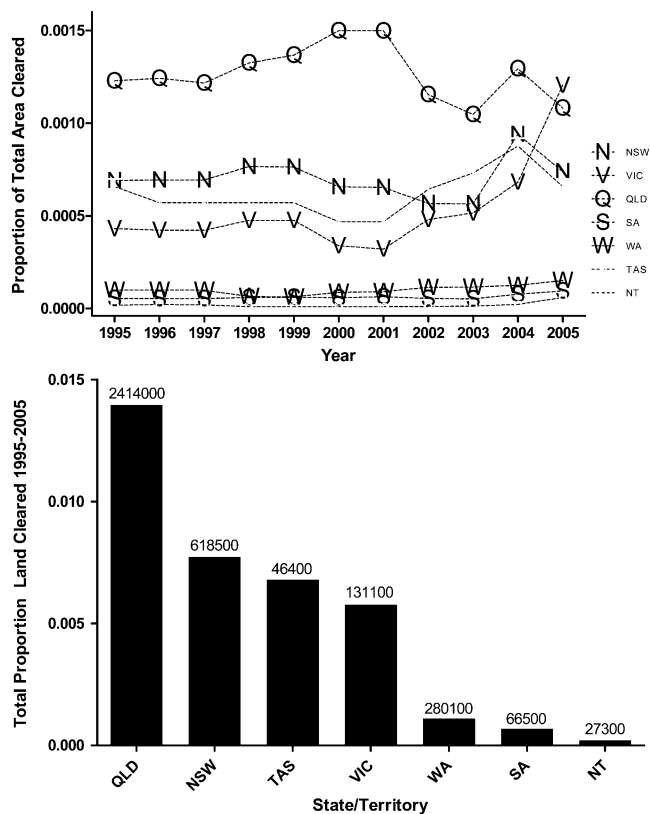 Proportion of Total Area Cleared
0.0015
0.0010
0.0005
0.0000
Q Q Q Q Q Q Q Q Q Q Q
N N N N N N N N N N N
V V V V V V V V V V V
W W W W W W W W W W W
S S S S S S S S S S S
1995 1996 1997 1998 1999 2000 2001 2002 2003 2004 2005
Year
N NSW
V VIC
Q QLD
S SA
W WA
TAS
NT
Total Proportion Land Cleared 1995-2005
0.015
0.010
0.005
0.000
2414000
618500
46400
131100
280100
66500
27300
QLD NSW TAS VIC WA SA NT
State/Territory